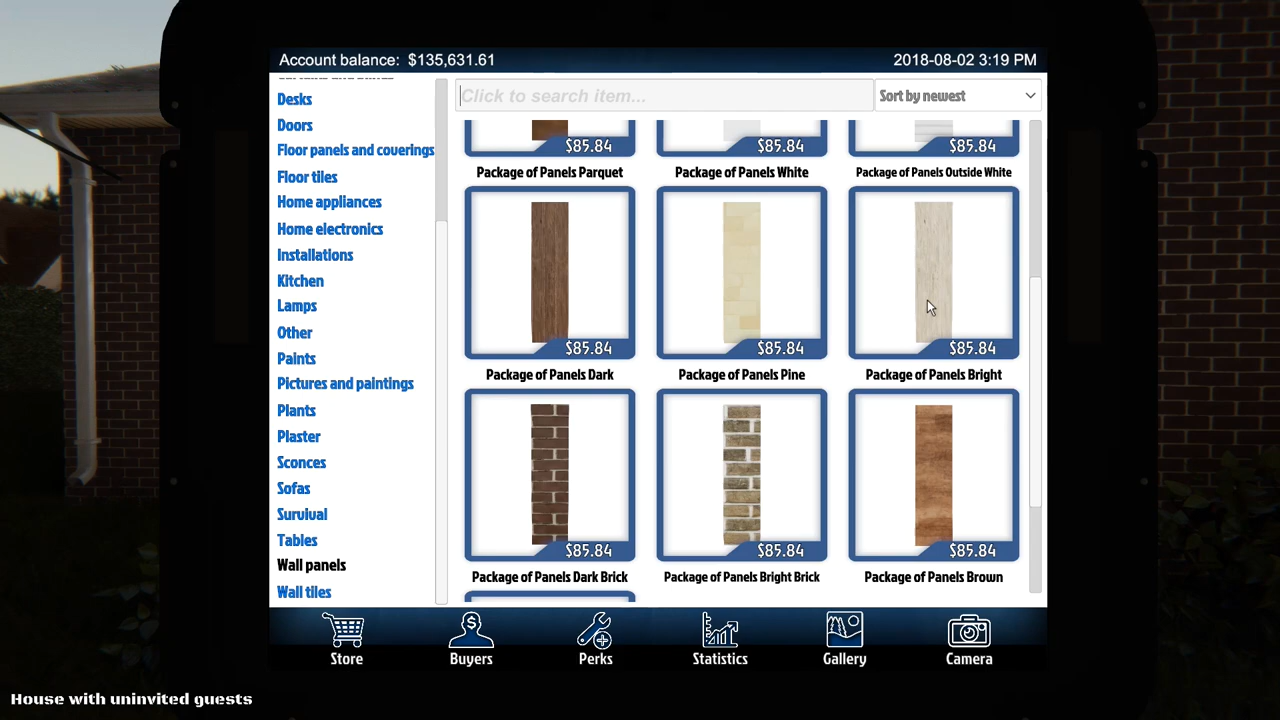 Account balance: $135,631.61
2018-08-02 3:19 PM
Desks
Doors
Floor panels and coverings
Floor tiles
Home appliances
Home electronics
Installations
Kitchen
Lamps
Other
Paints
Pictures and paintings
Plants
Plaster
Sconces
Sofas
Survival
Tables
Wall panels
Wall tiles
Click to search item...
Sort by newest
$85.84
$85.84
$85.84
Package of Panels Parquet
Package of Panels White
Package of Panels Outside White
$85.84
$85.84
$85.84
Package of Panels Dark
Package of Panels Pine
Package of Panels Bright
$85.84
$85.84
$85.84
Package of Panels Dark Brick
Package of Panels Bright Brick
Package of Panels Brown
Store
Buyers
Perks
Statistics
Gallery
Camera
House with uninvited guests